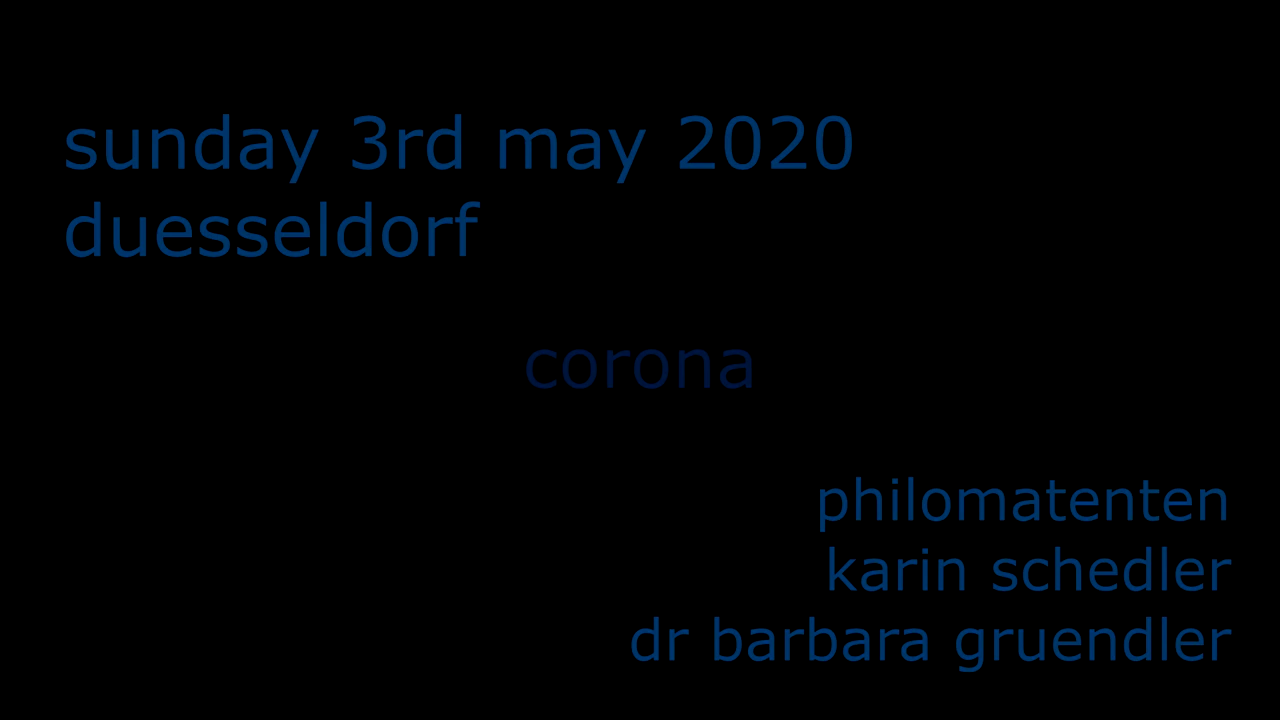 sunday 3rd may 2020
duesseldorf
corona
philomatenten
karin schedler
dr barbara gruendler